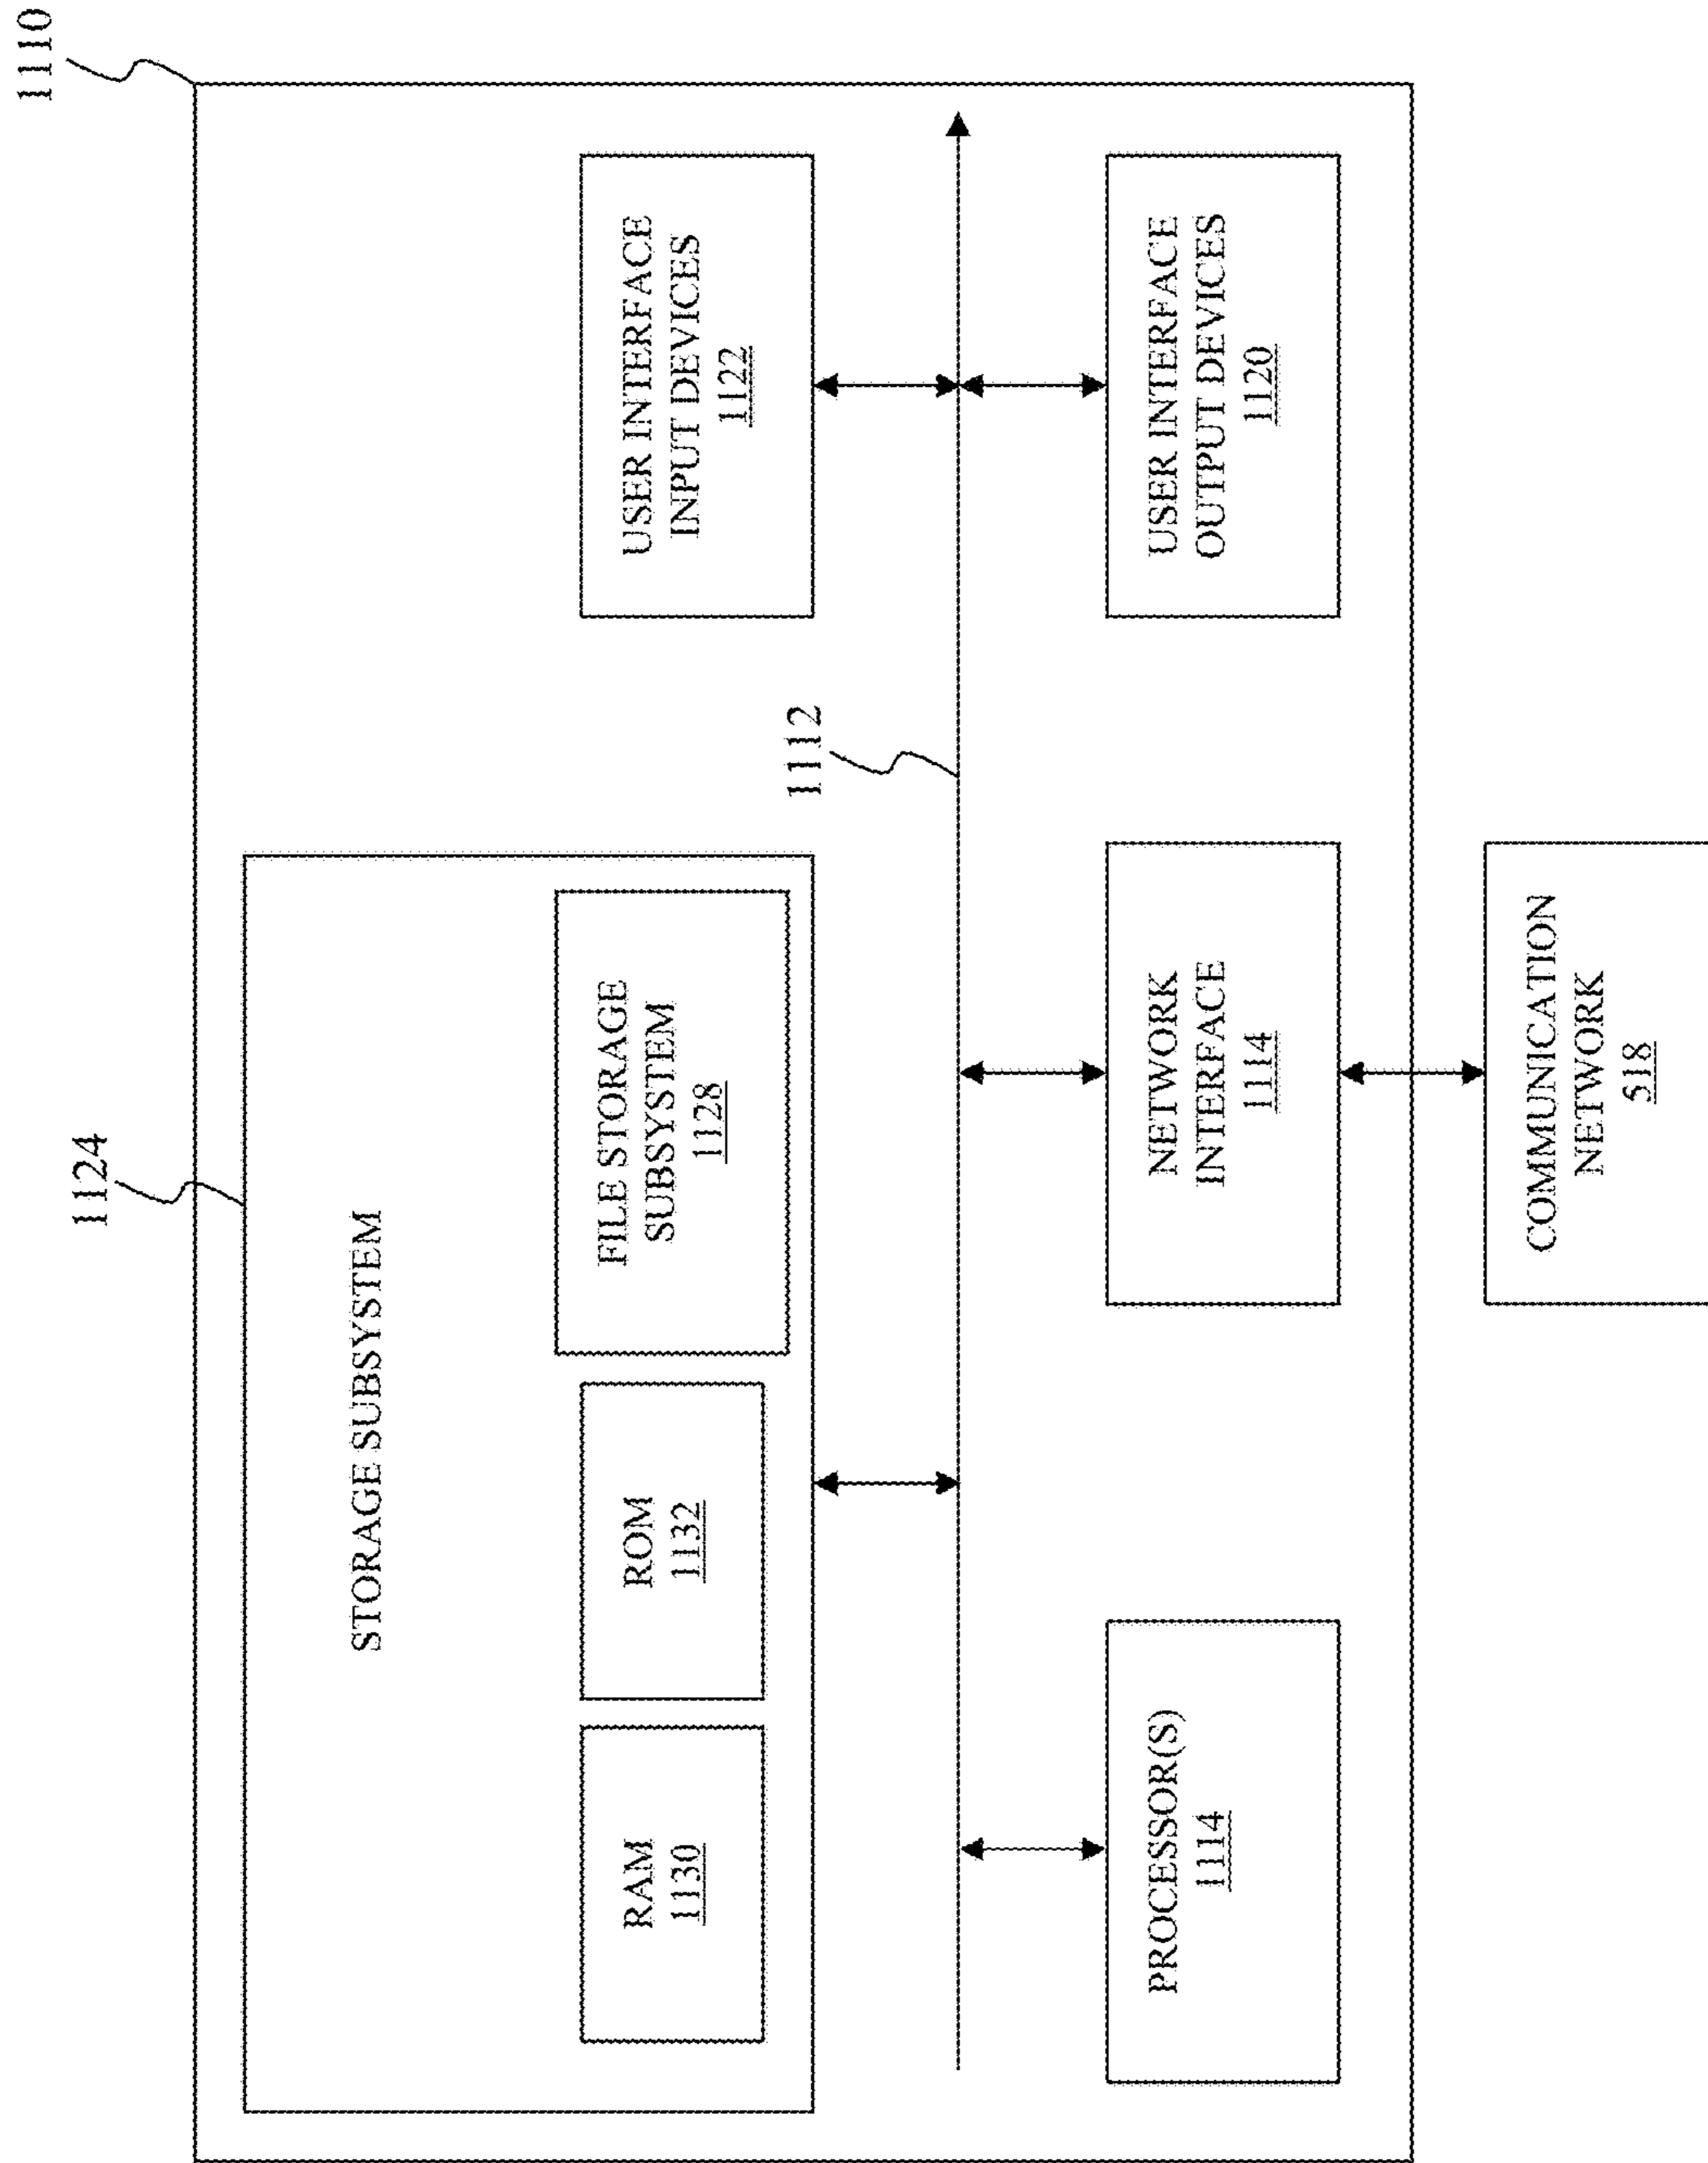 1110
1124
STORAGE SUBSYSTEM
RAM
1130
ROM
1132
FILE STORAGE
SUBSYSTEM
1128
USER INTERFACE
INPUT DEVICES
1122
1112
PROCESSOR(S)
1114
NETWORK
INTERFACE
1114
USER INTERFACE
OUTPUT DEVICES
1120
COMMUNICATION
NETWORK
518